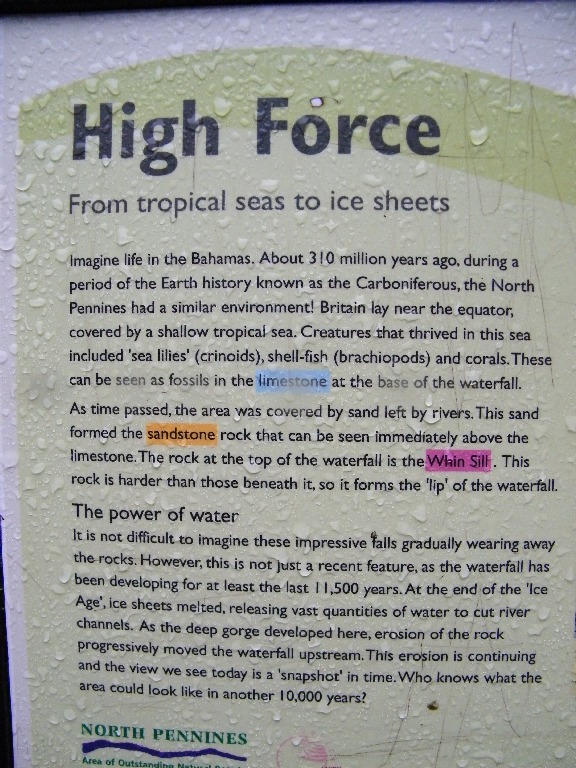 High Force
From tropical seas to ice sheets
Imagine life in the Bahamas. About 310 million years ago, during a
period of the Earth history known as the Carboniferous, the North
Pennines had a similar environment! Britain lay near the equator,
covered by a shallow tropical sea. Creatures that thrived in this sea
included 'sea lilies' (crinoids), shell-fish (brachiopods) and corals. These
can be seen as fossils in the limestone at the base of the waterfall.
As time passed, the area was covered by sand left by rivers. This sand
formed the sandstone rock that can be seen immediately above the
limestone. The rock at the top of the waterfall is the Whin Sill . This
rock is harder than those beneath it, so it forms the 'lip' of the waterfall.
The power of water
It is not difficult to imagine these impressive falls gradually wearing away
the rocks. However, this is not just a recent feature, as the waterfall has
been developing for at least the last 11,500 years. At the end of the 'Ice
Age', ice sheets melted, releasing vast quantities of water to cut river
channels. As the deep gorge developed here, erosion of the rock
progressively moved the waterfall upstream. This erosion is continuing
and the view we see today is a 'snapshot' in time. Who knows what the
area could look like in another 10,000 years?
NORTH PENNINES
Area of Outstanding Natural